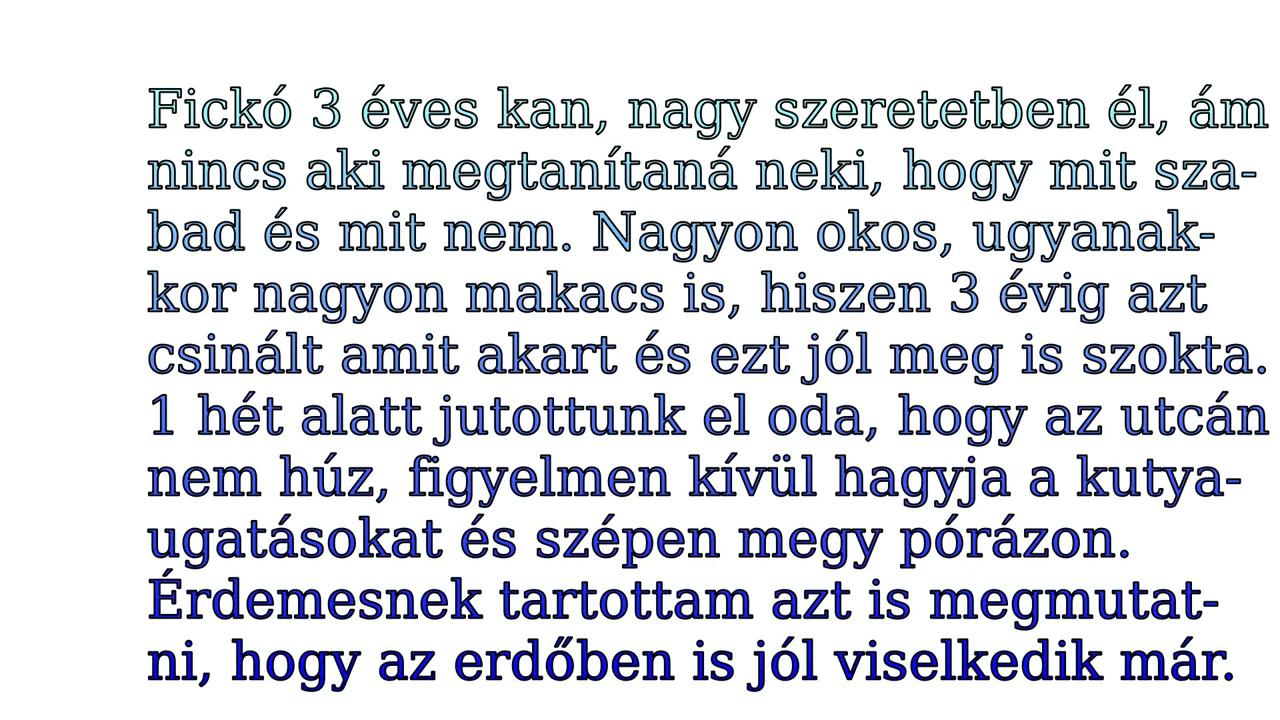 Fickó 3 éves kan, nagy szeretetben él, ám
nincs aki megtanítaná neki, hogy mit sza-
bad és mit nem. Nagyon okos, ugyanak-
kor nagyon makacs is, hiszen 3 évig azt
csinált amit akart és ezt jól meg is szokta.
1 hét alatt jutottunk el oda, hogy az utcán
nem húz, figyelmen kívül hagyja a kutya-
ugatásokat és szépen megy pórázon.
Érdemesnek tartottam azt is megmutat-
ni, hogy az erdőben is jól viselkedik már.